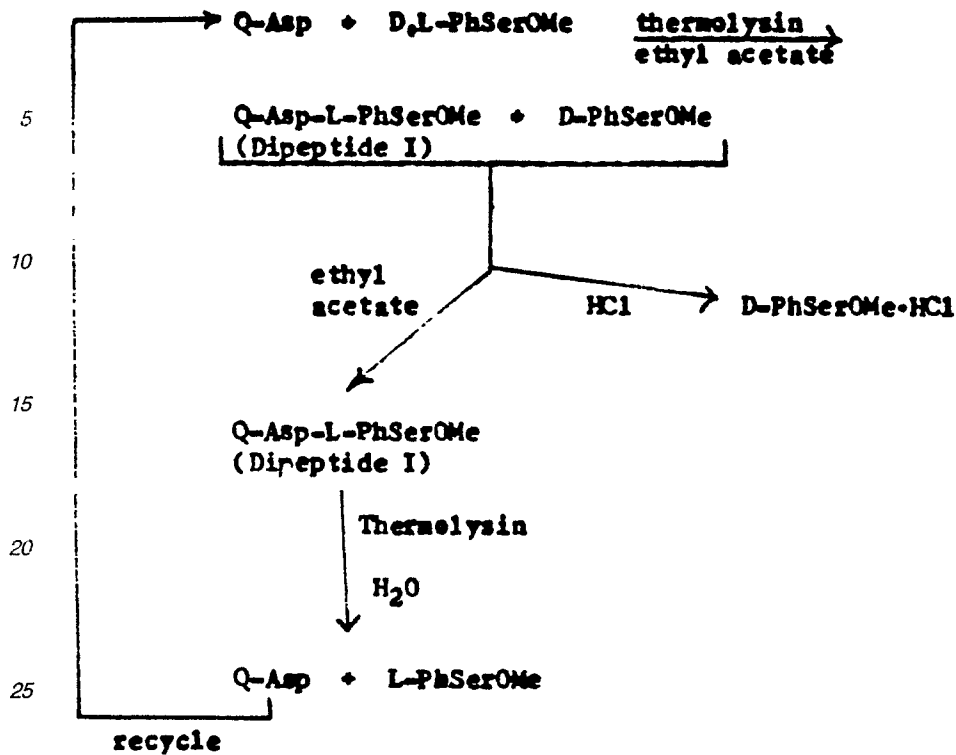 Q-Asp + D,L-PhSerOMe thermolysin
ethyl acetate
5 Q-Asp-L-PhSerOMe + D-PhSerOMe
(Dipeptide I)
10 ethyl
acetate HCl D-PhSerOMe•HCl
15 Q-Asp-L-PhSerOMe
(Dipeptide I)
Thermolysin
20
H₂O
25 Q-Asp + L-PhSerOMe
recycle